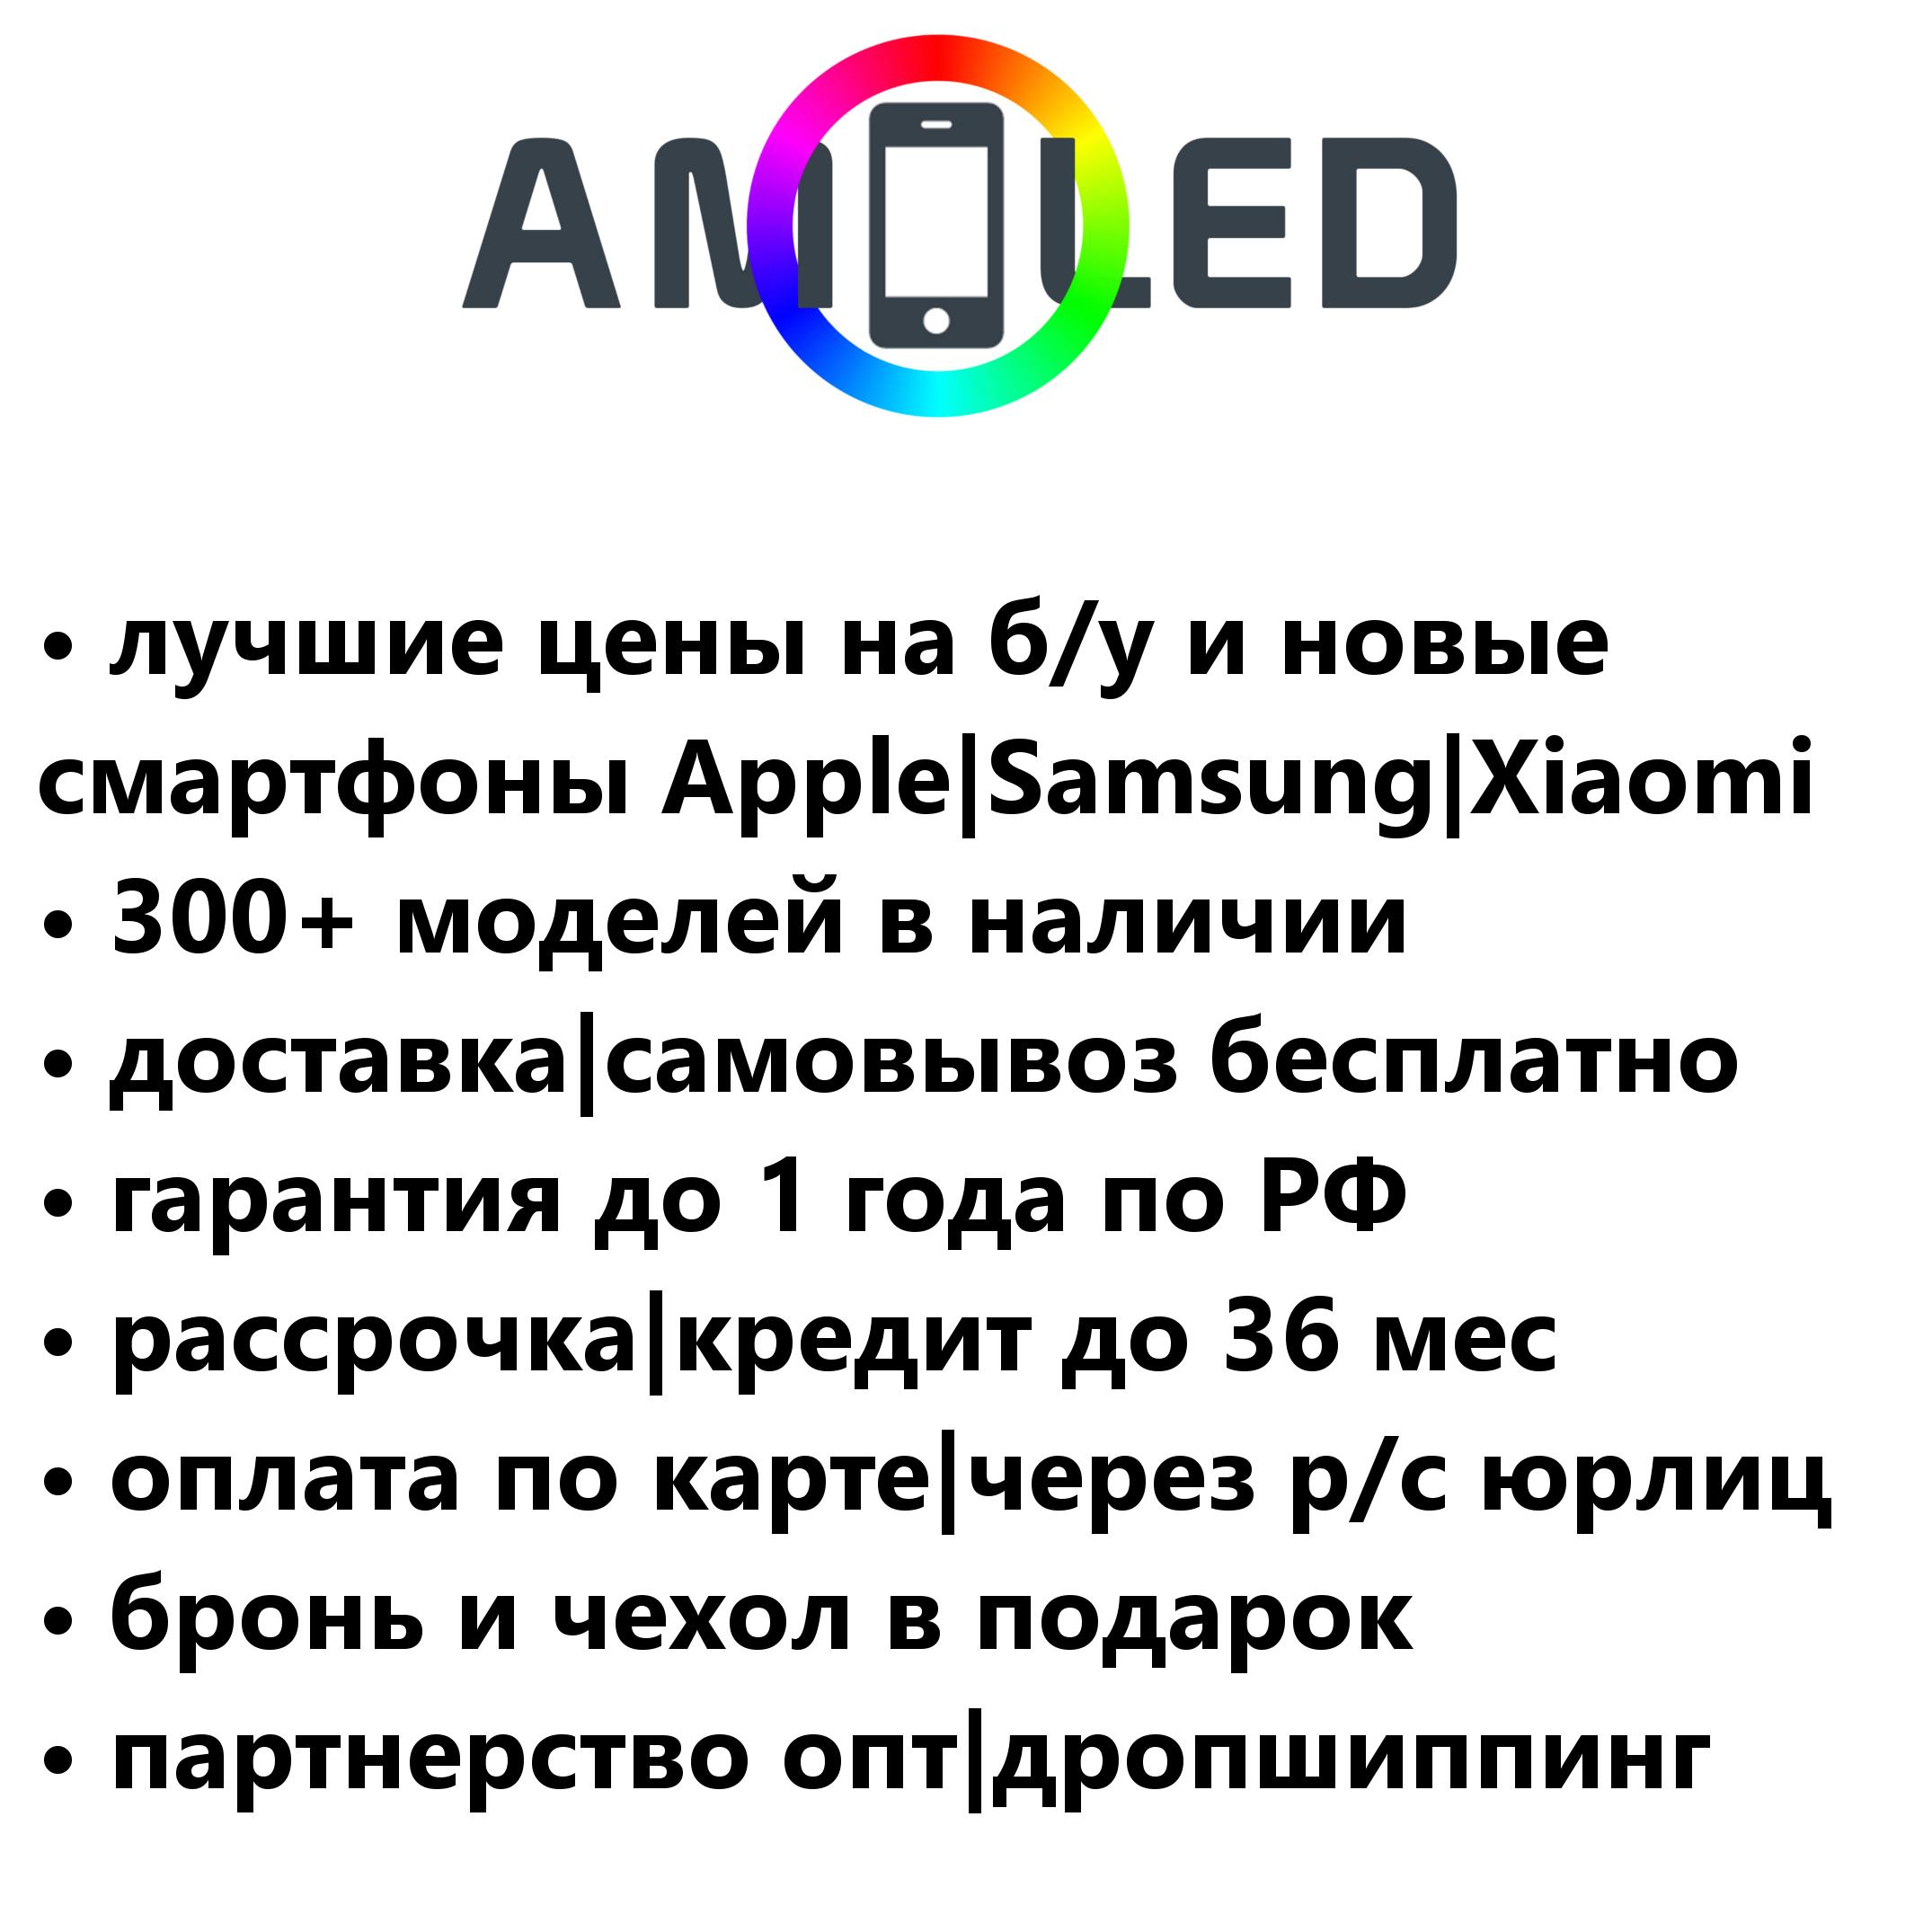 AMOLED
• лучшие цены на б/у и новые
смартфоны Apple|Samsung|Xiaomi
• 300+ моделей в наличии
• доставка|самовывоз бесплатно
• гарантия до 1 года по РФ
• рассрочка|кредит до 36 мес
• оплата по карте|через р/с юрлиц
• бронь и чехол в подарок
• партнерство опт|дропшиппинг